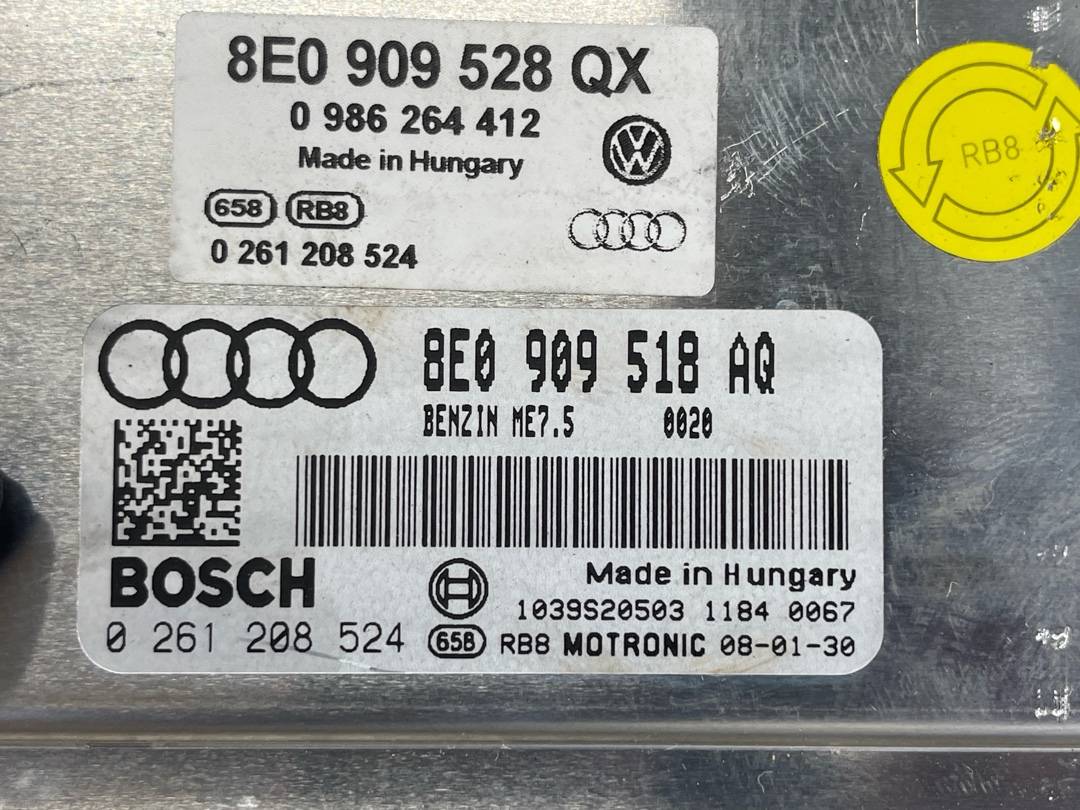 8E0 909 528 QX
0 986 264 412
Made in Hungary
658 RB8
0 261 208 524
RB8
8E0 909 518 AQ
BENZIN ME7.5 0020
BOSCH
Made in Hungary
1039S20503 1184 0067
0 261 208 524 658 RB8 MOTRONIC 08-01-30